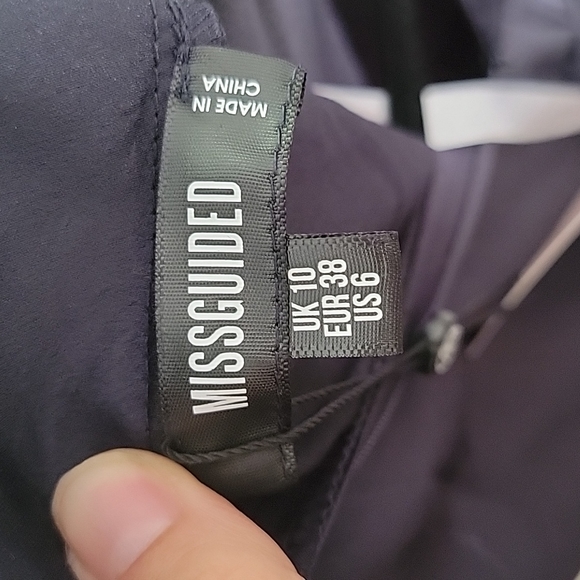 MISSGUIDED
MADE IN
CHINA
UK 10
EUR 38
US 6